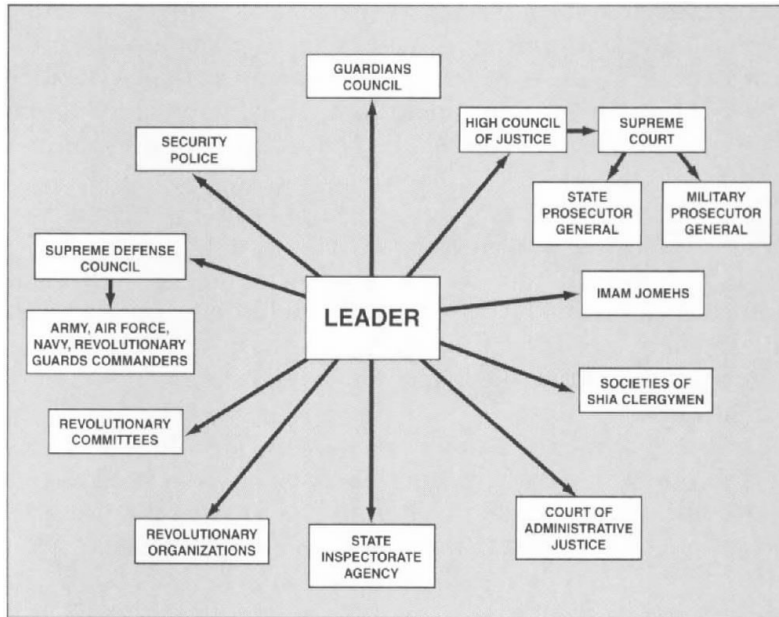 GUARDIANS
COUNCIL
HIGH COUNCIL
OF JUSTICE
SUPREME
COURT
SECURITY
POLICE
STATE
PROSECUTOR
GENERAL
MILITARY
PROSECUTOR
GENERAL
SUPREME DEFENSE
COUNCIL
LEADER
IMAM JOMEHS
ARMY, AIR FORCE,
NAVY, REVOLUTIONARY
GUARDS COMMANDERS
SOCIETIES OF
SHIA CLERGYMEN
REVOLUTIONARY
COMMITTEES
COURT OF
ADMINISTRATIVE
JUSTICE
REVOLUTIONARY
ORGANIZATIONS
STATE
INSPECTORATE
AGENCY